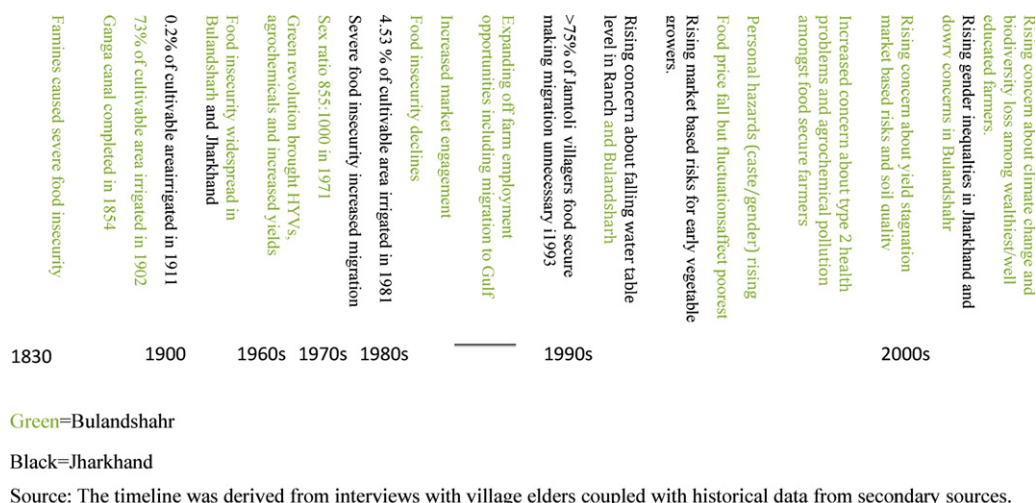 Famines caused severe food insecurity
Ganga canal completed in 1854
73% of cultivable area irrigated in 1902
0.2% of cultivable areairrigated in 1911
Food insecurity widespread in
Bulandsharh and Jharkhand
Green revolution brought HYVs,
agrochemicals and increased yields
Sex ratio 855:1000 in 1971
Severe food insecurity increased migration
4.53 % of cultivable area irrigated in 1981
Food insecurity declines
Increased market engagement
Expanding off farm employment
opportunities including migration to Gulf
>75% of Jamtoli villagers food secure
making migration unnecessary i1993
Rising concern about falling water table
level in Ranch and Bulandsharh
Rising market based risks for early vegetable
growers.
Food price fall but fluctuationsaffect poorest
Personal hazards (caste/gender) rising
Increased concern about type 2 health
problems and agrochemical pollution
amongst food secure farmers
Rising concern about yield stagnation
market based risks and soil quality
Rising gender inequalties in Jharkhand and
dowry concerns in Bulandshahr
Rising concern about climate change and
biodiversity loss among wealthiest/well
educated farmers.
1830
1900
1960s
1970s
1980s
1990s
2000s
Green=Bulandshahr
Black=Jharkhand
Source: The timeline was derived from interviews with village elders coupled with historical data from secondary sources.